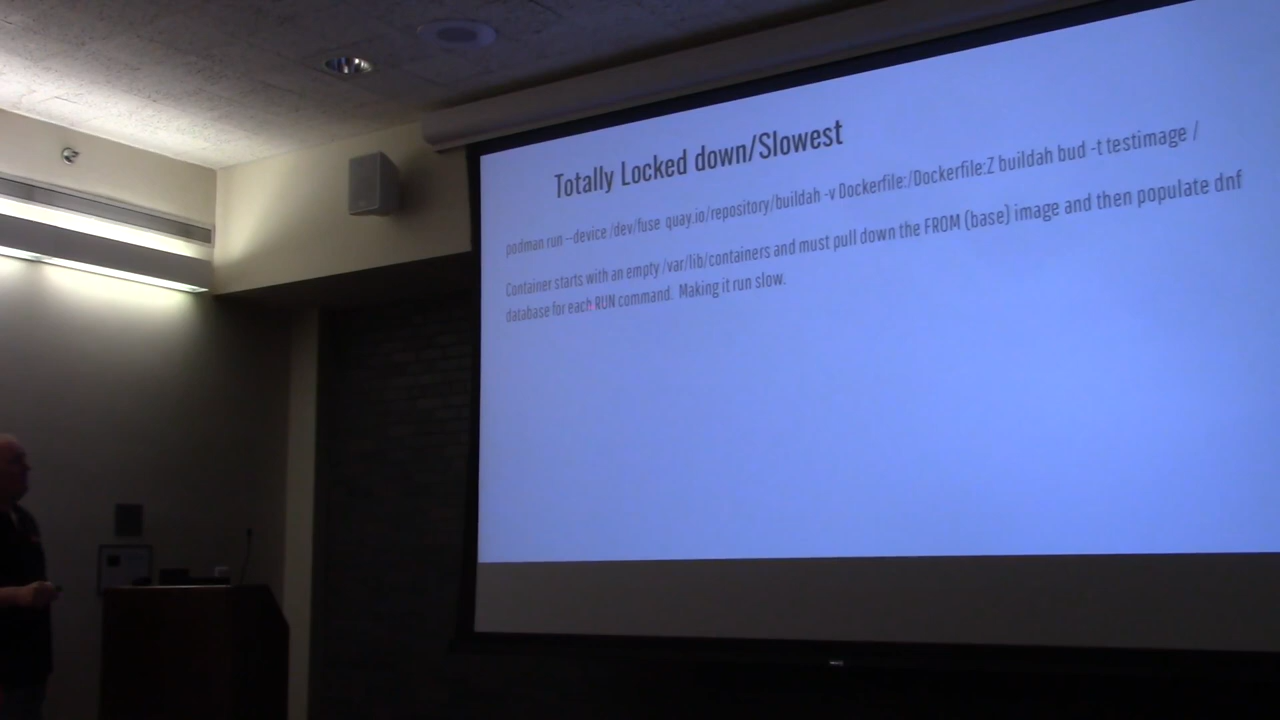 Totally Locked down/Slowest
podman run --device /dev/fuse quay.io/repository/buildah -v Dockerfile:/Dockerfile:Z buildah bud -t testimage /
Container starts with an empty /var/lib/containers and must pull down the FROM (base) image and then populate dnf
database for each RUN command. Making it run slow.